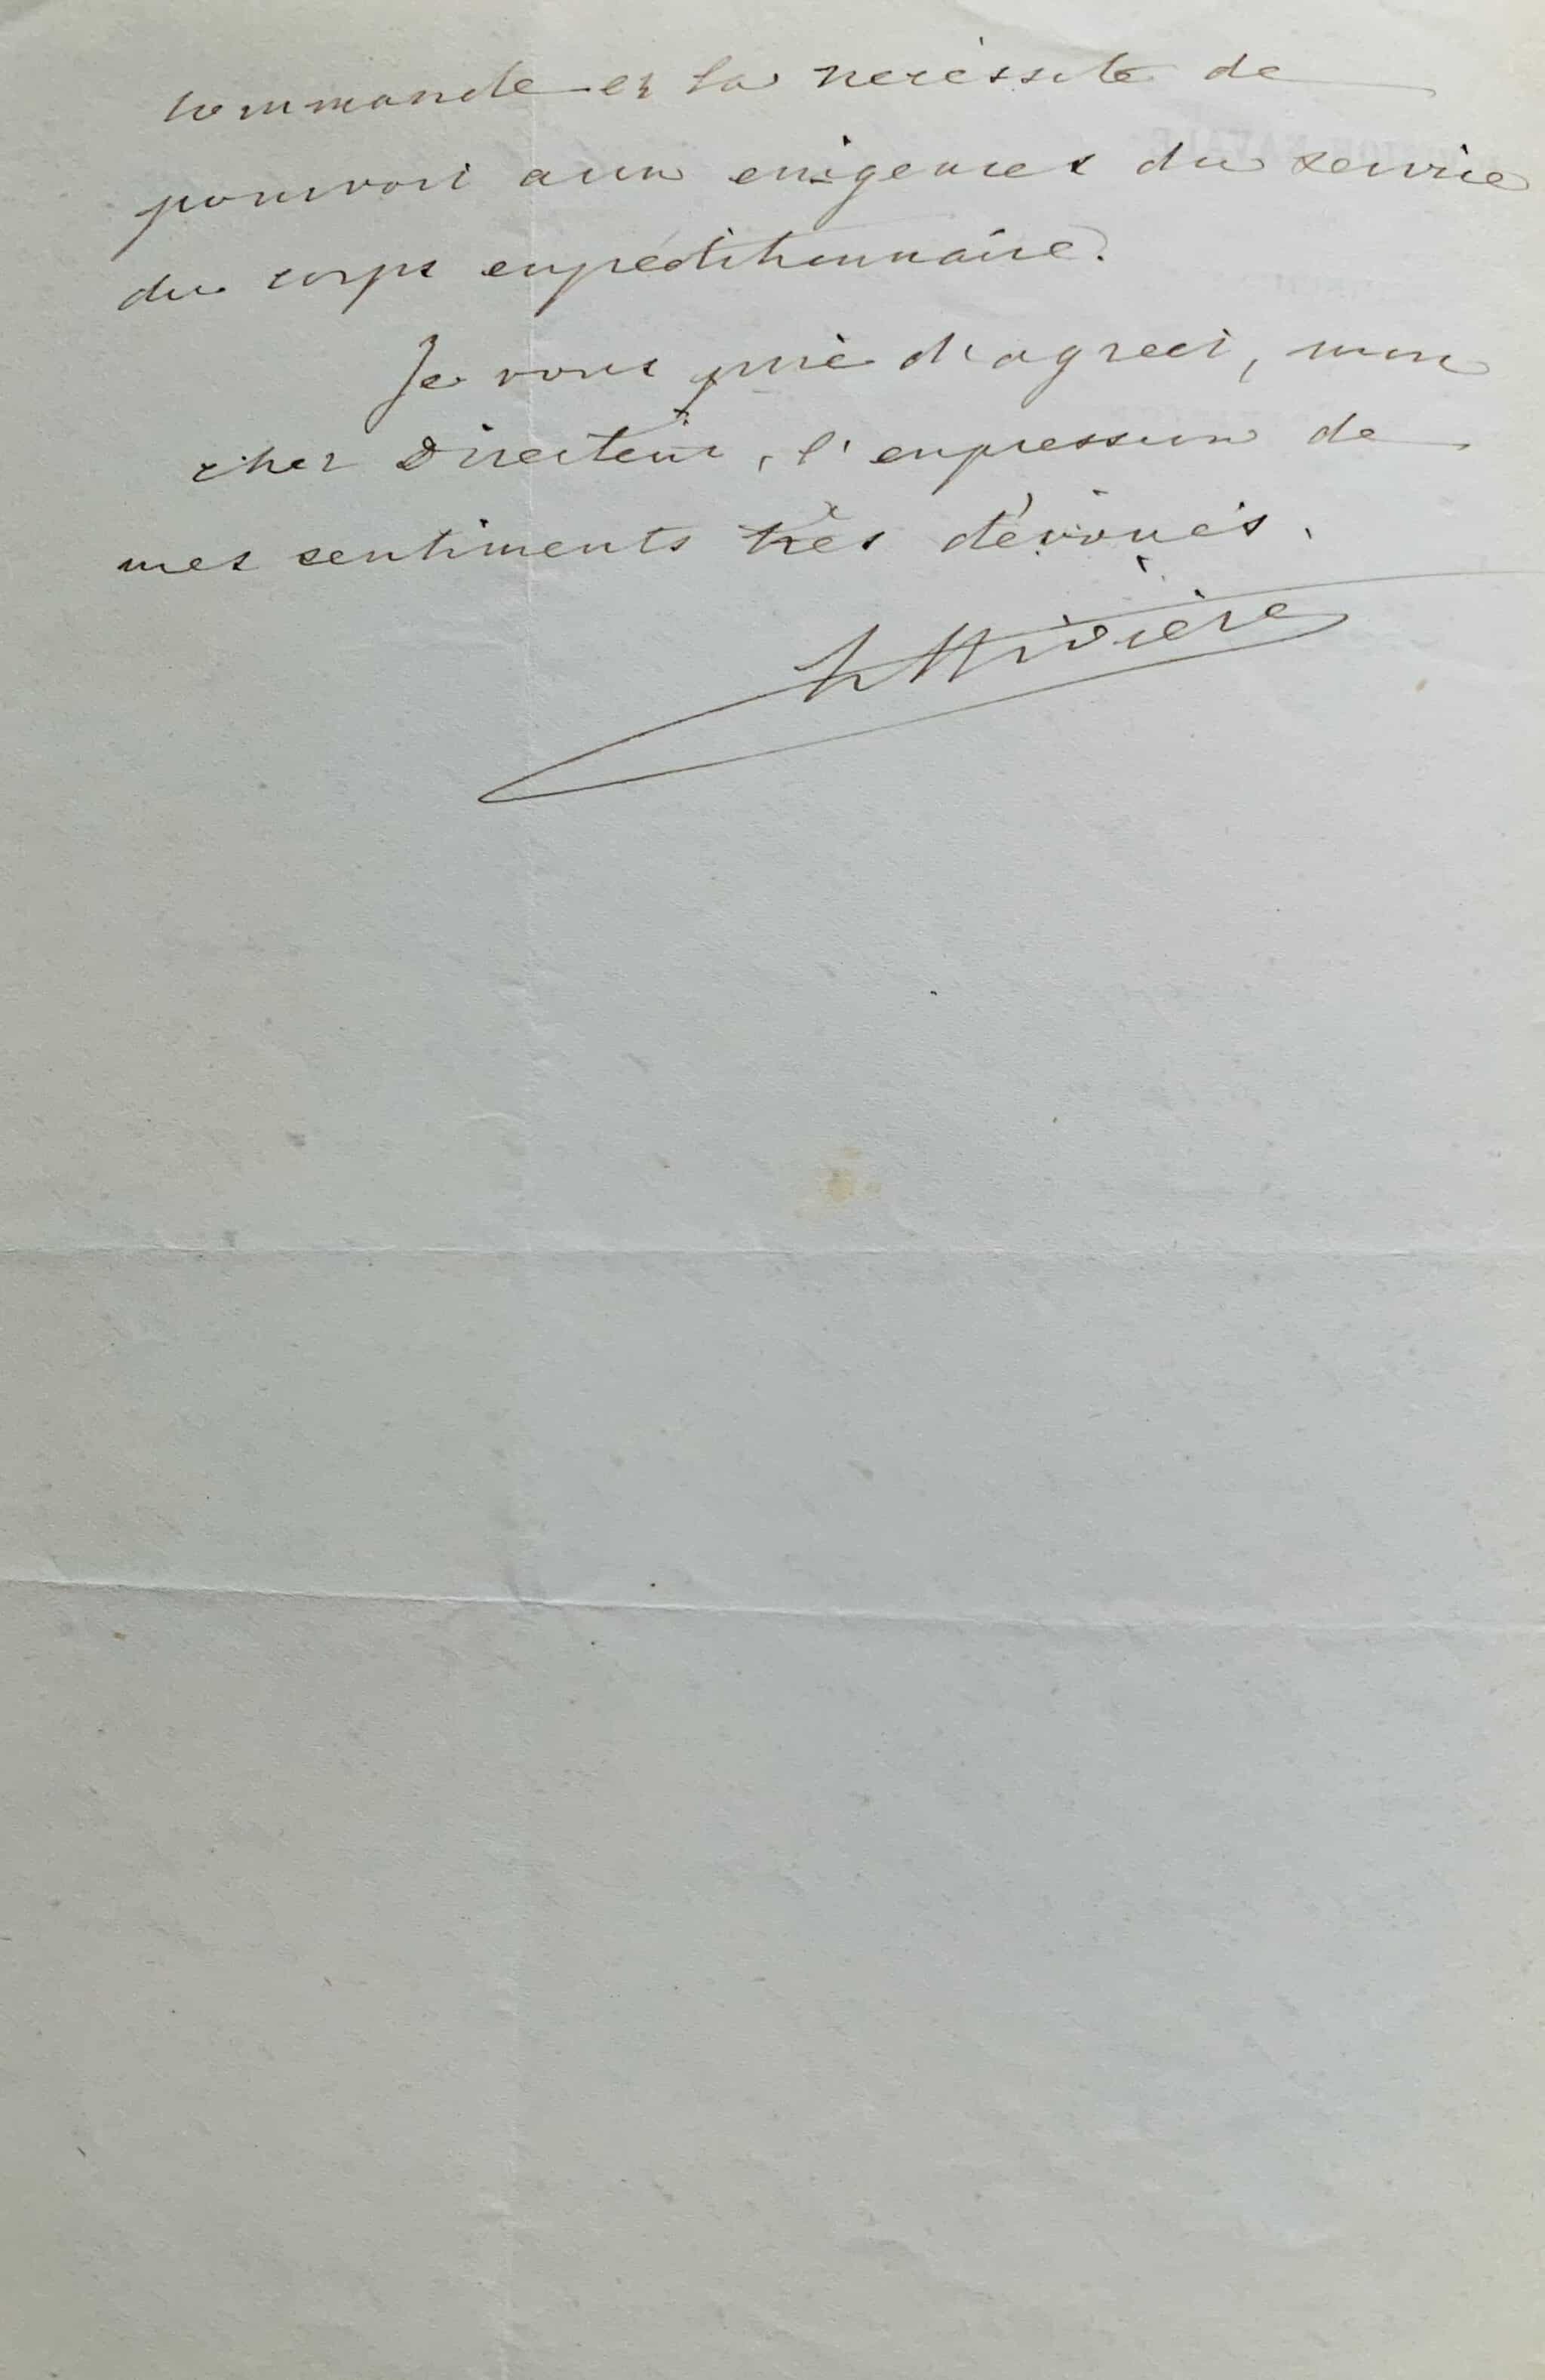 commande et la nécessité de
pourvoir aux exigences du service
du corps expéditionnaire.
Je vous prie d'agréer, mon
cher Directeur, l'expression de
mes sentiments très dévoués.
h Rivière